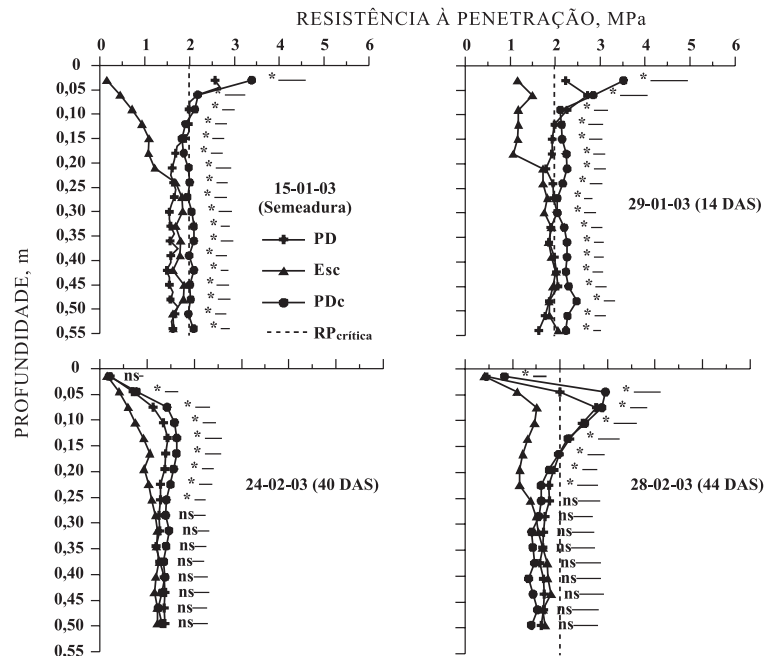 RESISTÊNCIA À PENETRAÇÃO, MPa
0 1 2 3 4 5 6
0 1 2 3 4 5 6
PROFUNDIDADE, m
0
0,05
0,10
0,15
0,20
0,25
0,30
0,35
0,40
0,45
0,50
0,55
* * * * * * * * * * * * * * * * * *
15-01-03
(Semeadura)
PD
Esc
PDc
RPcrítica
* * * * * * * * * * * * * * * * * *
29-01-03 (14 DAS)
0
0,05
0,10
0,15
0,20
0,25
0,30
0,35
0,40
0,45
0,50
0,55
ns
*
*
*
*
*
*
*
*
ns
ns
ns
ns
ns
ns
ns
ns
24-02-03 (40 DAS)
*
*
*
*
*
*
*
*
ns
ns
ns
ns
ns
ns
ns
ns
ns
28-02-03 (44 DAS)